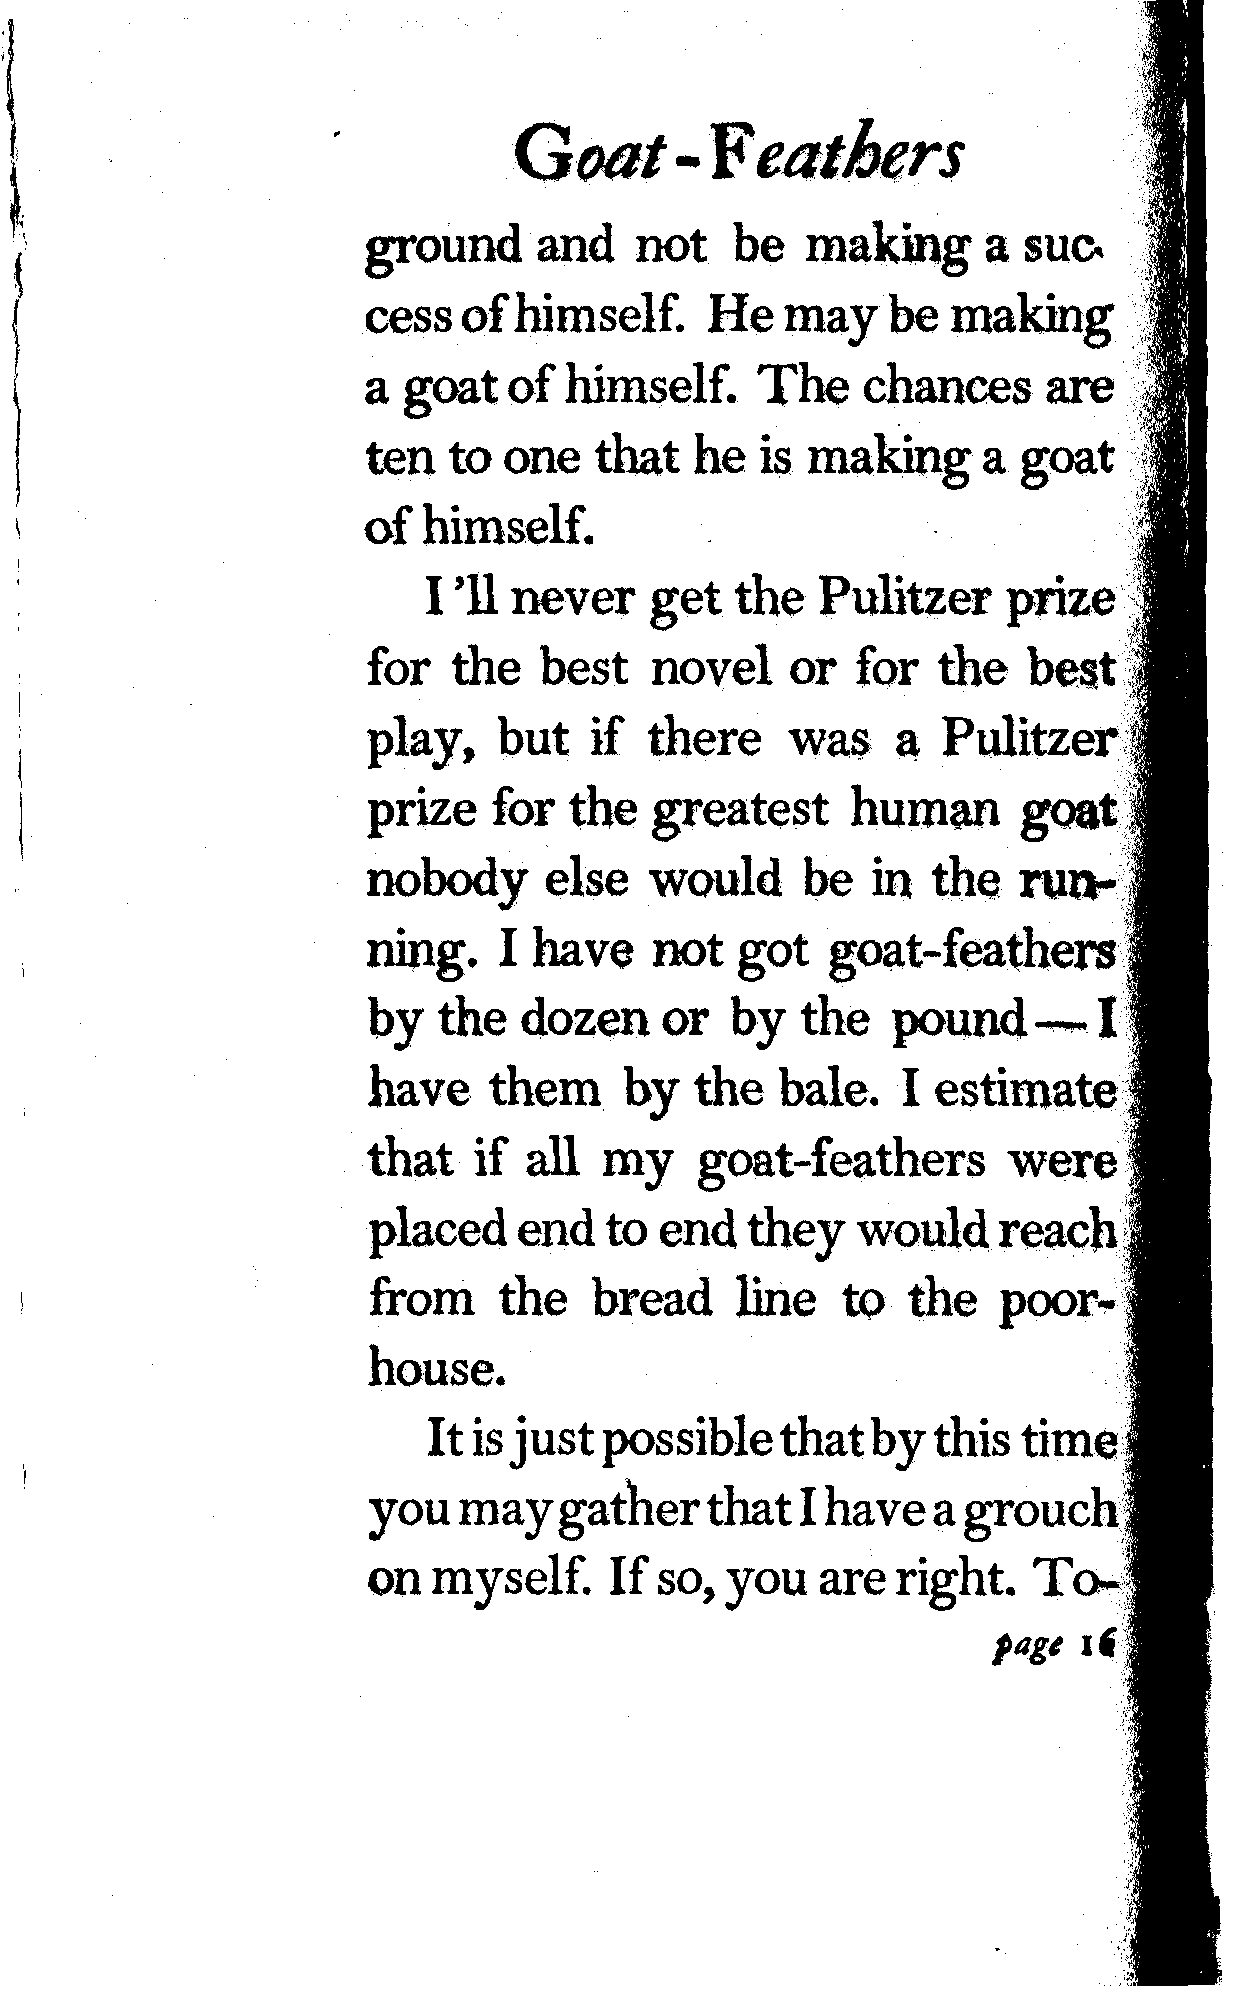 Goat-Feathers
ground and not be making a suc-
cess of himself. He may be making
a goat of himself. The chances are
ten to one that he is making a goat
of himself.
I'll never get the Pulitzer prize
for the best novel or for the best
play, but if there was a Pulitzer
prize for the greatest human goat
nobody else would be in the run-
ning. I have not got goat-feathers
by the dozen or by the pound—I
have them by the bale. I estimate
that if all my goat-feathers were
placed end to end they would reach
from the bread line to the poor-
house.
It is just possible that by this time
you may gather that I have a grouch
on myself. If so, you are right. To-
page 16